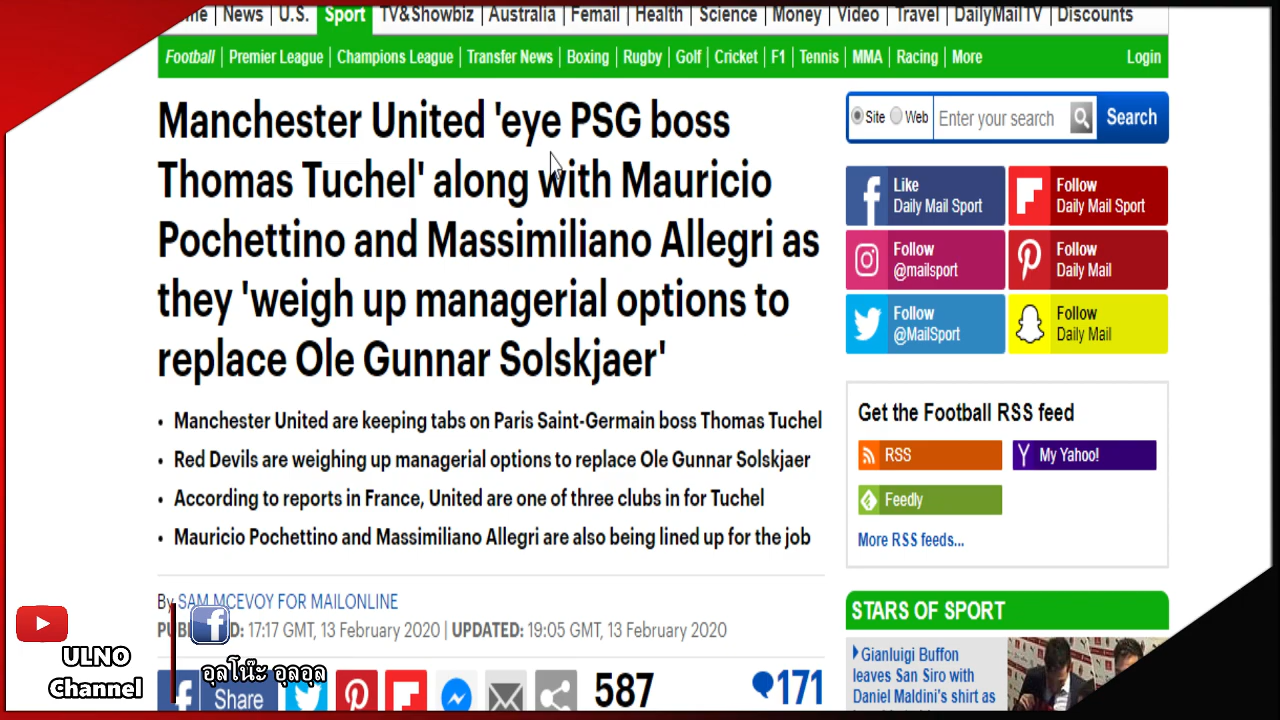 News | U.S. | Sport | TV&Showbiz | Australia | Femail | Health | Science | Money | Video | Travel | DailyMailTV | Discounts
Football | Premier League | Champions League | Transfer News | Boxing | Rugby | Golf | Cricket | F1 | Tennis | MMA | Racing | More
Login
Manchester United 'eye PSG boss
Thomas Tuchel' along with Mauricio
Pochettino and Massimiliano Allegri as
they 'weigh up managerial options to
replace Ole Gunnar Solskjaer'
• Manchester United are keeping tabs on Paris Saint-Germain boss Thomas Tuchel
• Red Devils are weighing up managerial options to replace Ole Gunnar Solskjaer
• According to reports in France, United are one of three clubs in for Tuchel
• Mauricio Pochettino and Massimiliano Allegri are also being lined up for the job
By SAM MCEVOY FOR MAILONLINE
17:17 GMT, 13 February 2020 | UPDATED: 19:05 GMT, 13 February 2020
Share
587
171
Site Web Enter your search Search
Like
Daily Mail Sport
Follow
Daily Mail Sport
Follow
@mailsport
Follow
Daily Mail
Follow
@MailSport
Follow
Daily Mail
Get the Football RSS feed
RSS
My Yahoo!
Feedly
More RSS feeds...
STARS OF SPORT
Gianluigi Buffon
leaves San Siro with
Daniel Maldini's shirt as
ULNO
Channel
อุลโน๊ะ อุลอุล